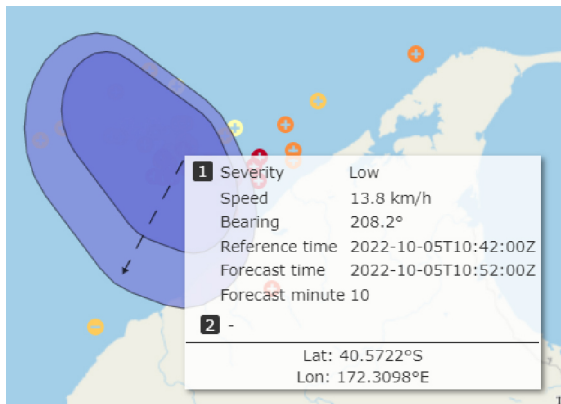 1 Severity Low
Speed 13.8 km/h
Bearing 208.2°
Reference time 2022-10-05T10:42:00Z
Forecast time 2022-10-05T10:52:00Z
Forecast minute 10
2 -
Lat: 40.5722°S
Lon: 172.3098°E